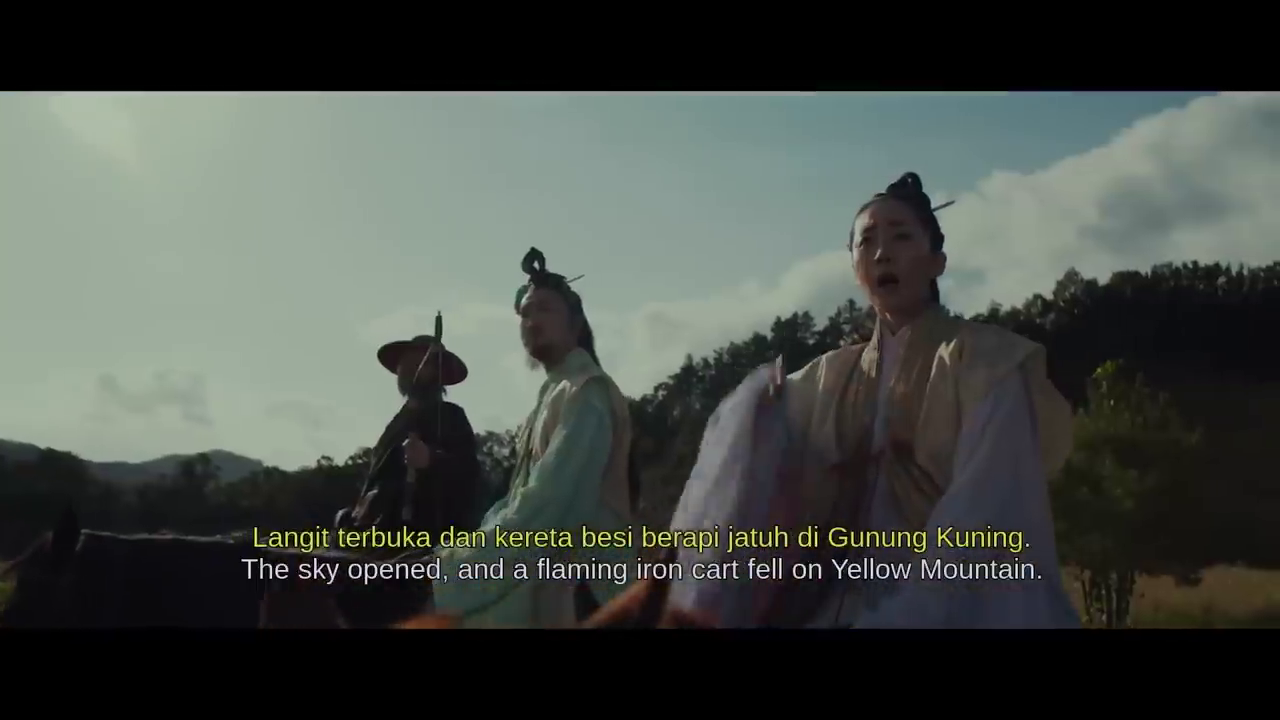 Langit terbuka dan kereta besi berapi jatuh di Gunung Kuning.
The sky opened, and a flaming iron cart fell on Yellow Mountain.